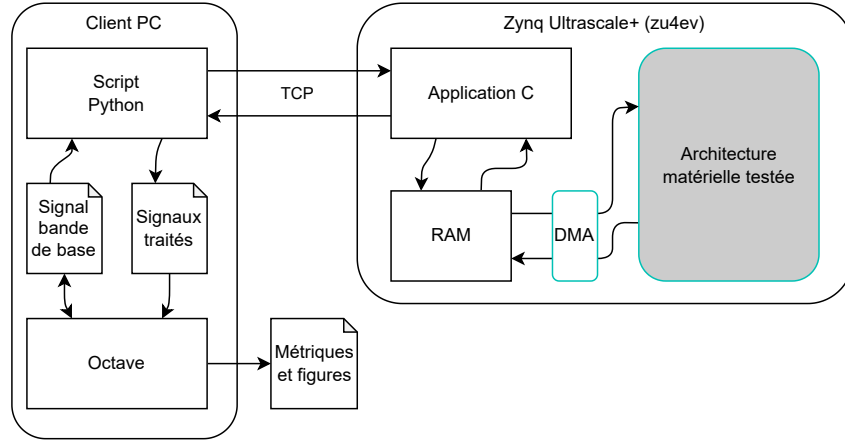 Client PC
Zynq Ultrascale+ (zu4ev)
Script
Python
TCP
Application C
Architecture
matérielle testée
Signal
bande
de base
Signaux
traités
RAM
DMA
Octave
Métriques
et figures